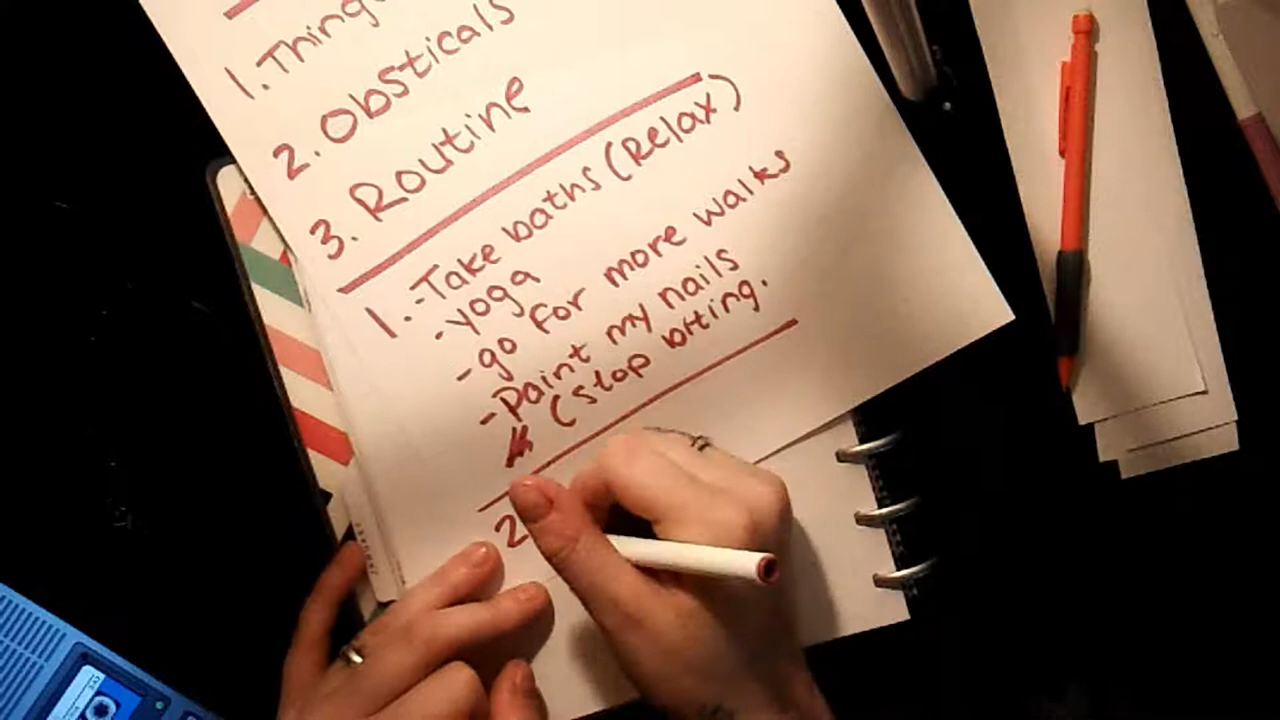 1. Thing
2. Obsticals
3. Routine
1. -Take baths (Relax)
-yoga
-go for more walks
-Paint my nails
(stop biting.
2